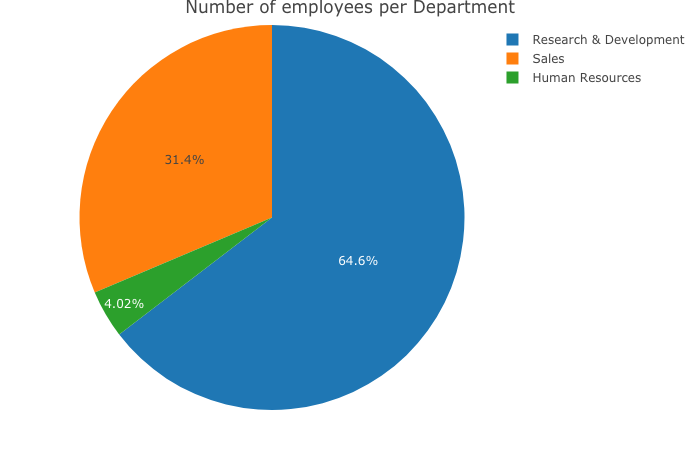 Number of employees per Department
Research & Development
Sales
Human Resources
31.4%
64.6%
4.02%